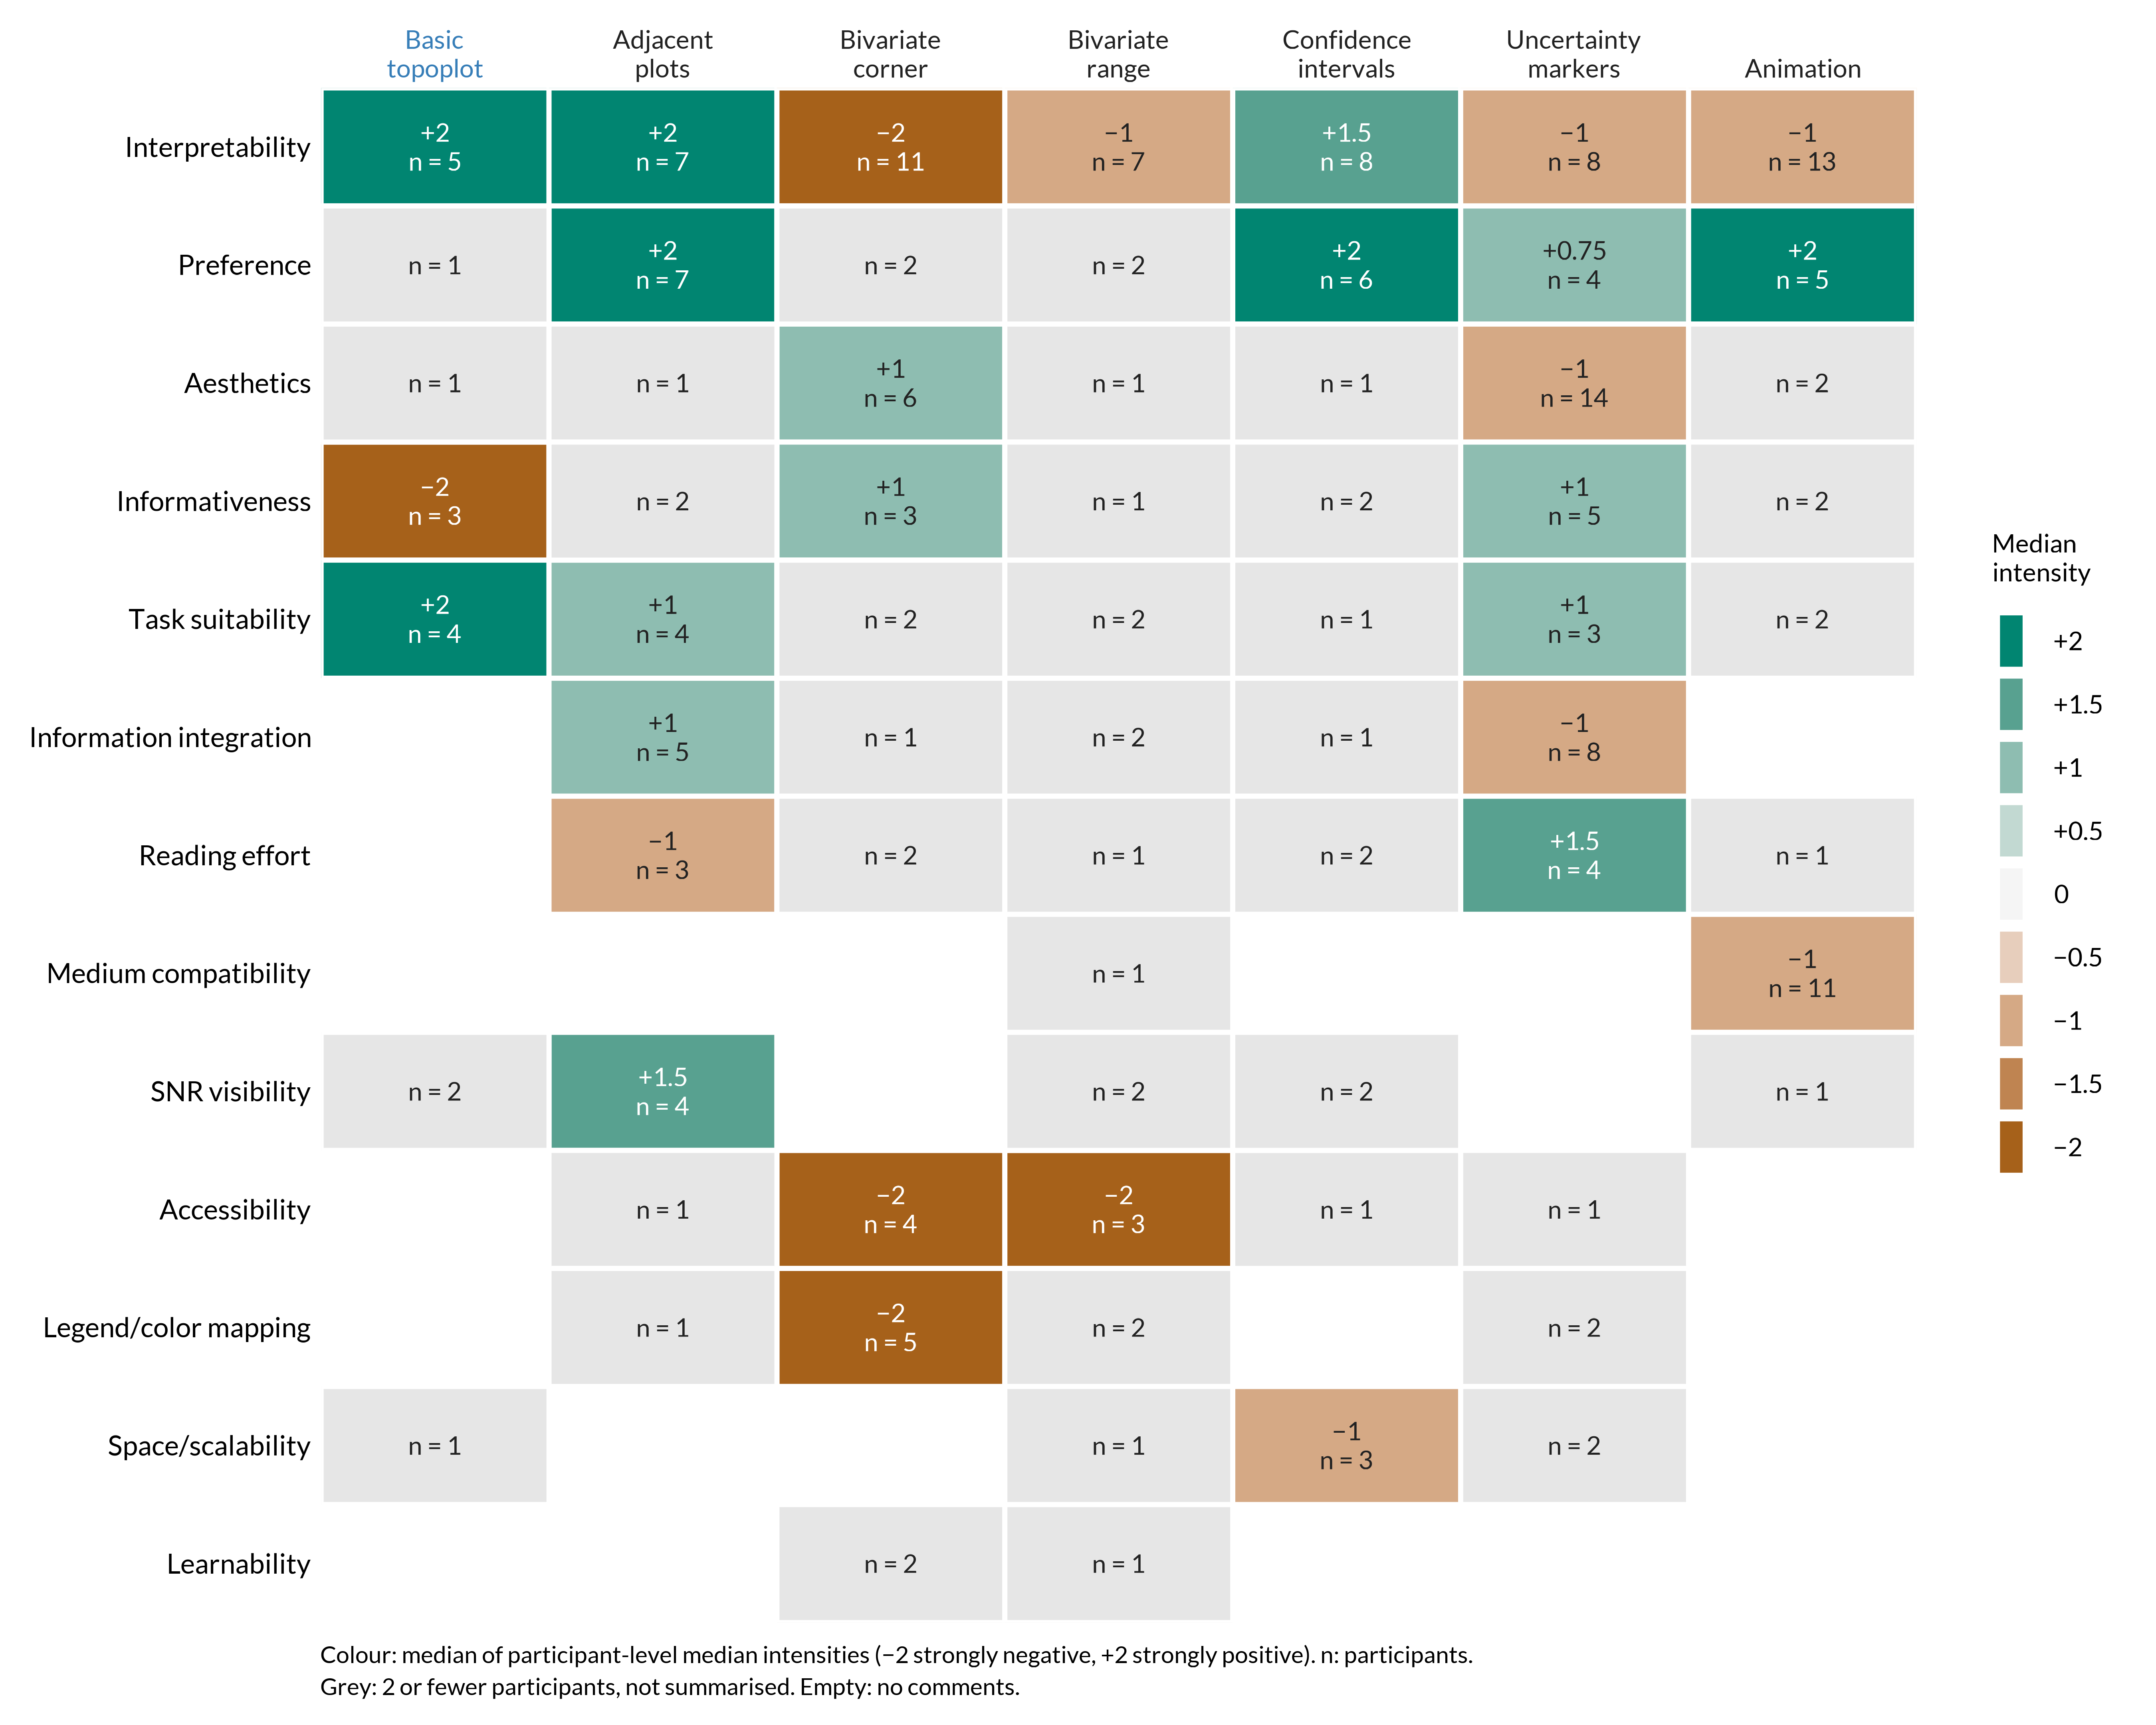 Basic
topoplot
Adjacent
plots
Bivariate
corner
Bivariate
range
Confidence
intervals
Uncertainty
markers
Animation
Interpretability
+2
n = 5
+2
n = 7
−2
n = 11
−1
n = 7
+1.5
n = 8
−1
n = 8
−1
n = 13
Preference
n = 1
+2
n = 7
n = 2
n = 2
+2
n = 6
+0.75
n = 4
+2
n = 5
Aesthetics
n = 1
n = 1
+1
n = 6
n = 1
n = 1
−1
n = 14
n = 2
Informativeness
−2
n = 3
n = 2
+1
n = 3
n = 1
n = 2
+1
n = 5
n = 2
Task suitability
+2
n = 4
+1
n = 4
n = 2
n = 2
n = 1
+1
n = 3
n = 2
Information integration
+1
n = 5
n = 1
n = 2
n = 1
−1
n = 8
Reading effort
−1
n = 3
n = 2
n = 1
n = 2
+1.5
n = 4
n = 1
Medium compatibility
n = 1
−1
n = 11
SNR visibility
n = 2
+1.5
n = 4
n = 2
n = 2
n = 1
Accessibility
n = 1
−2
n = 4
−2
n = 3
n = 1
n = 1
Legend/color mapping
n = 1
−2
n = 5
n = 2
n = 2
Space/scalability
n = 1
n = 1
−1
n = 3
n = 2
Learnability
n = 2
n = 1
Median
intensity
+2
+1.5
+1
+0.5
0
−0.5
−1
−1.5
−2
Colour: median of participant-level median intensities (−2 strongly negative, +2 strongly positive). n: participants.
Grey: 2 or fewer participants, not summarised. Empty: no comments.